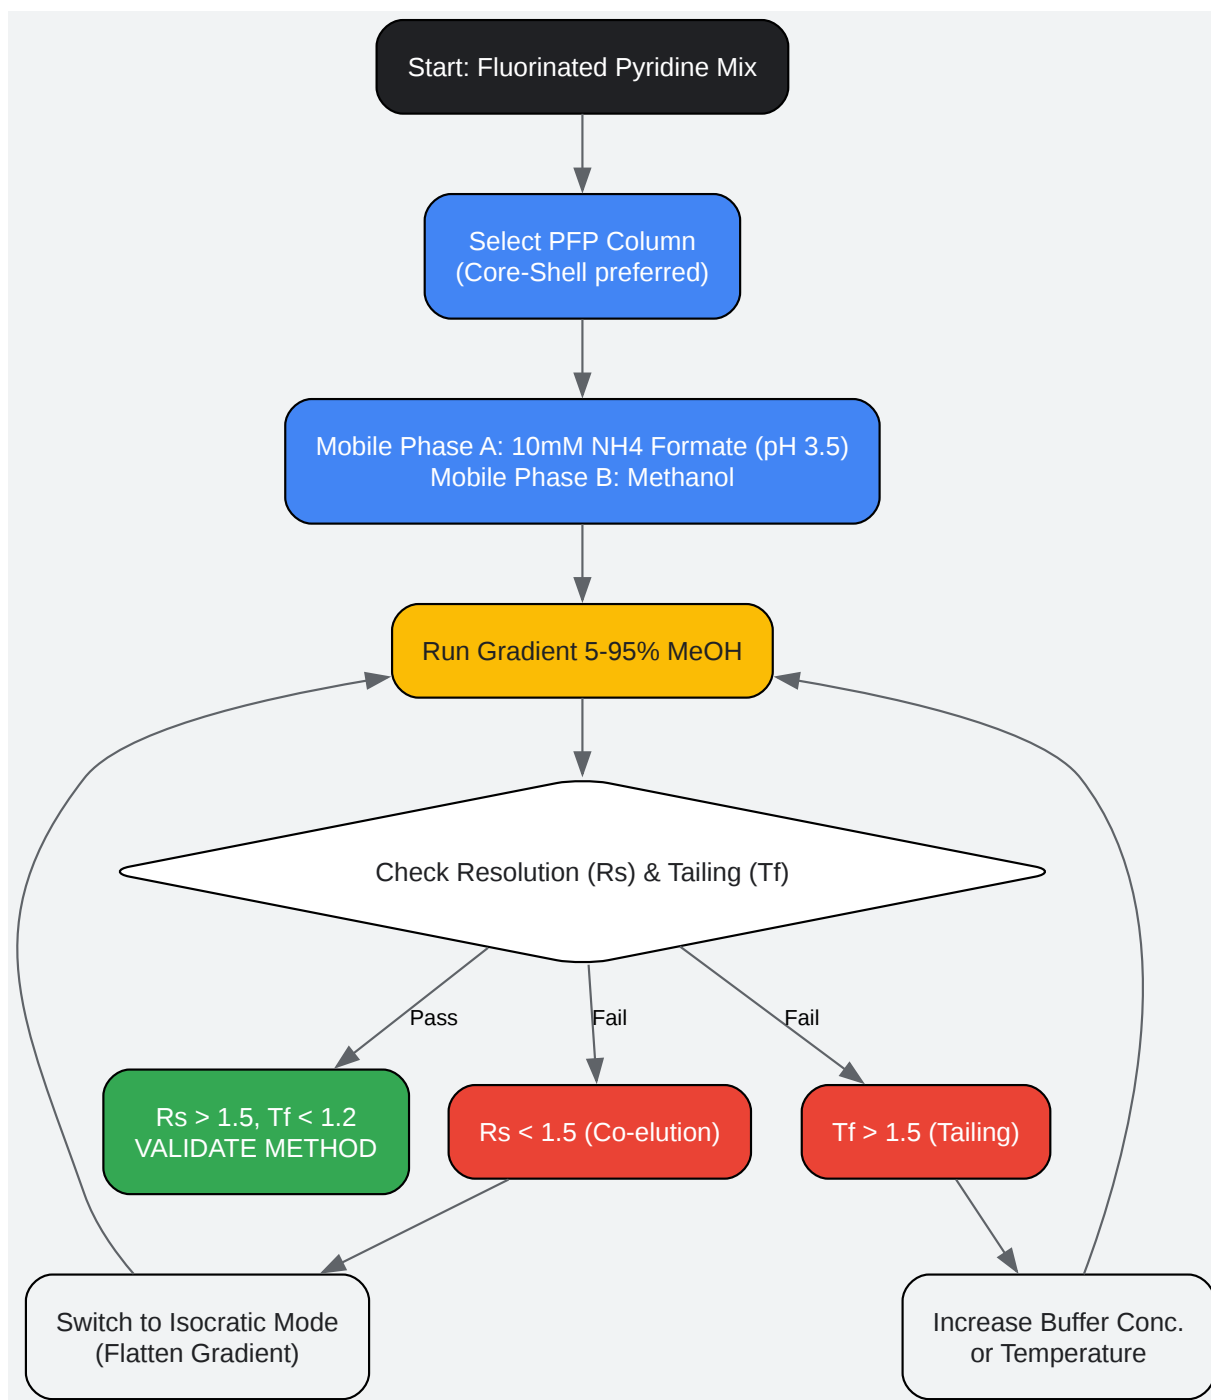 Start: Fluorinated Pyridine Mix
Select PFP Column
(Core-Shell preferred)
Mobile Phase A: 10mM NH4 Formate (pH 3.5)
Mobile Phase B: Methanol
Run Gradient 5-95% MeOH
Check Resolution (Rs) & Tailing (Tf)
Pass
Fail
Fail
Rs > 1.5, Tf < 1.2
VALIDATE METHOD
Rs < 1.5 (Co-elution)
Tf > 1.5 (Tailing)
Switch to Isocratic Mode
(Flatten Gradient)
Increase Buffer Conc.
or Temperature